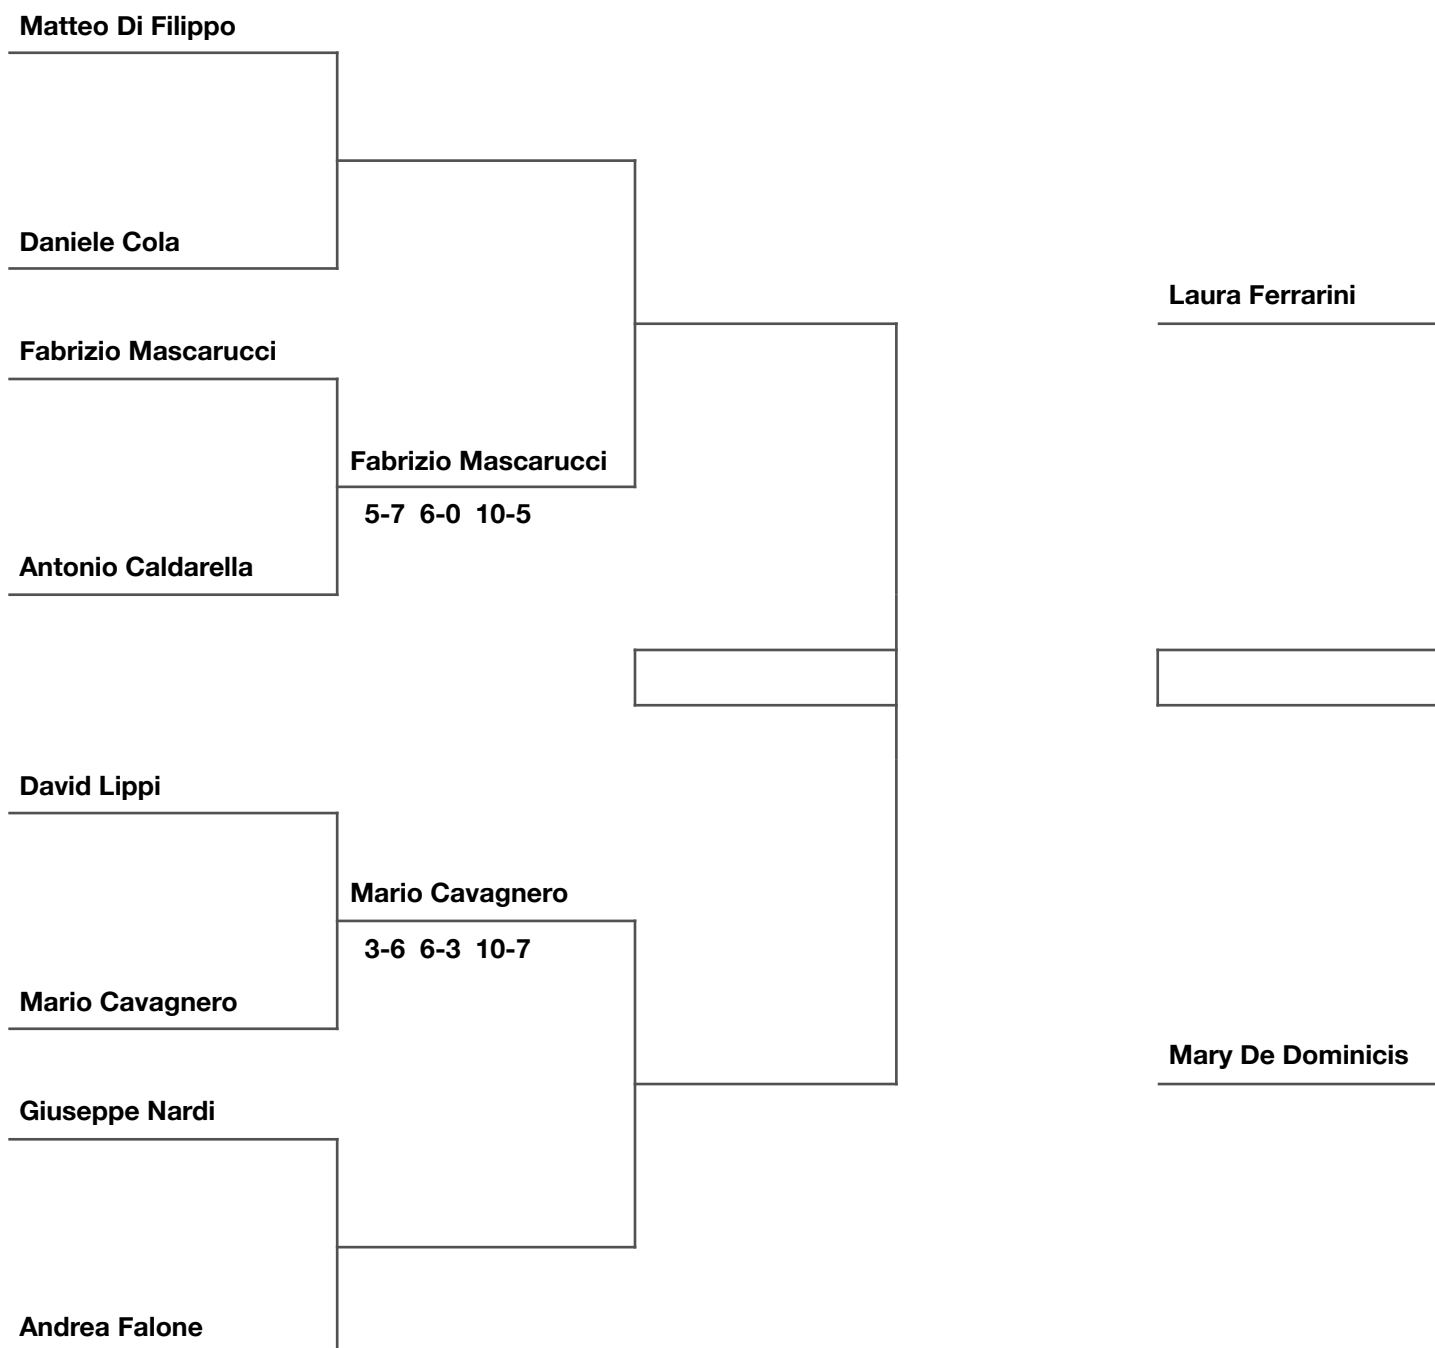 Matteo Di Filippo
Daniele Cola
Laura Ferrarini
Fabrizio Mascarucci
Fabrizio Mascarucci
5-7 6-0 10-5
Antonio Caldarella
David Lippi
Mario Cavagnero
3-6 6-3 10-7
Mario Cavagnero
Mary De Dominicis
Giuseppe Nardi
Andrea Falone